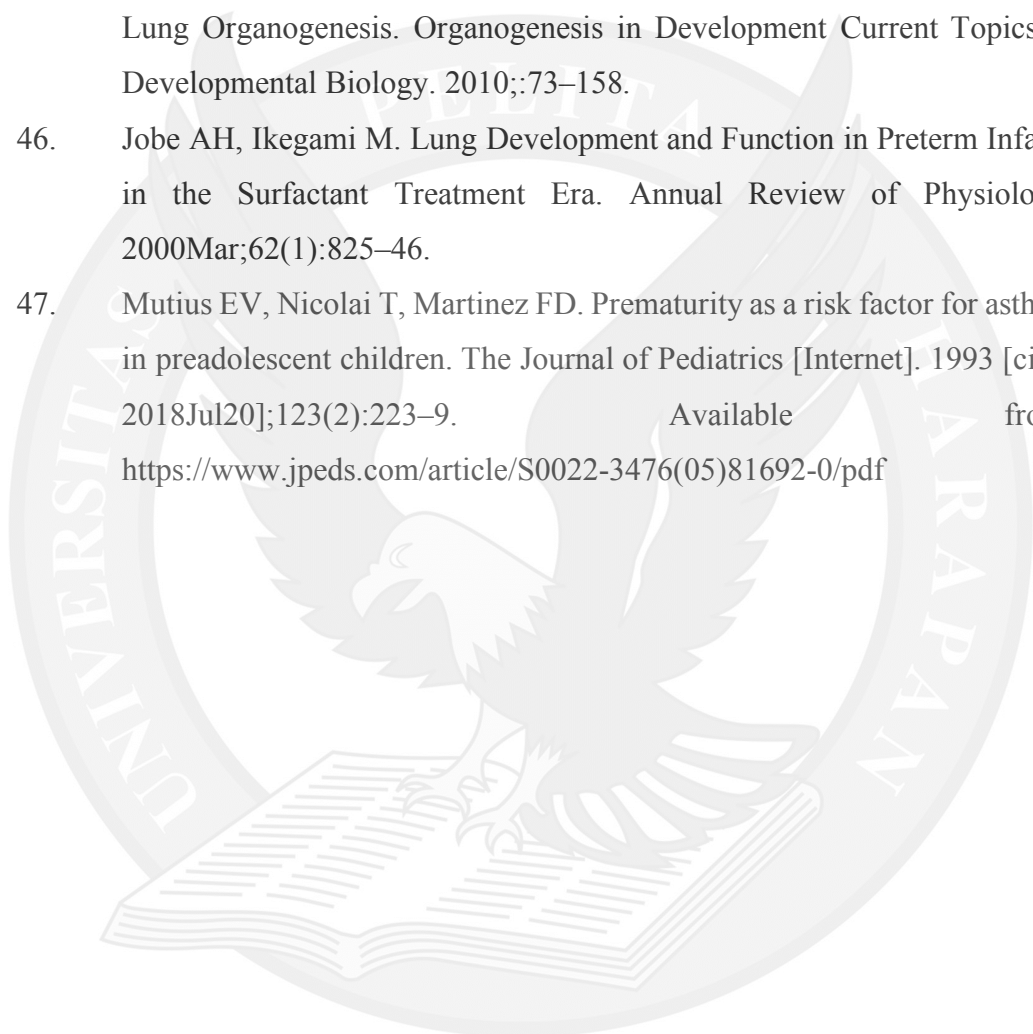 Lung Organogenesis. Organogenesis in Development Current Topics
Developmental Biology. 2010;:73–158.
46. Jobe AH, Ikegami M. Lung Development and Function in Preterm Infa
in the Surfactant Treatment Era. Annual Review of Physiolo
2000Mar;62(1):825–46.
47. Mutius EV, Nicolai T, Martinez FD. Prematurity as a risk factor for asth
in preadolescent children. The Journal of Pediatrics [Internet]. 1993 [ci
2018Jul20];123(2):223–9. Available fro
https://www.jpeds.com/article/S0022-3476(05)81692-0/pdf
UNIVERSITAS PELITA HARAPAN